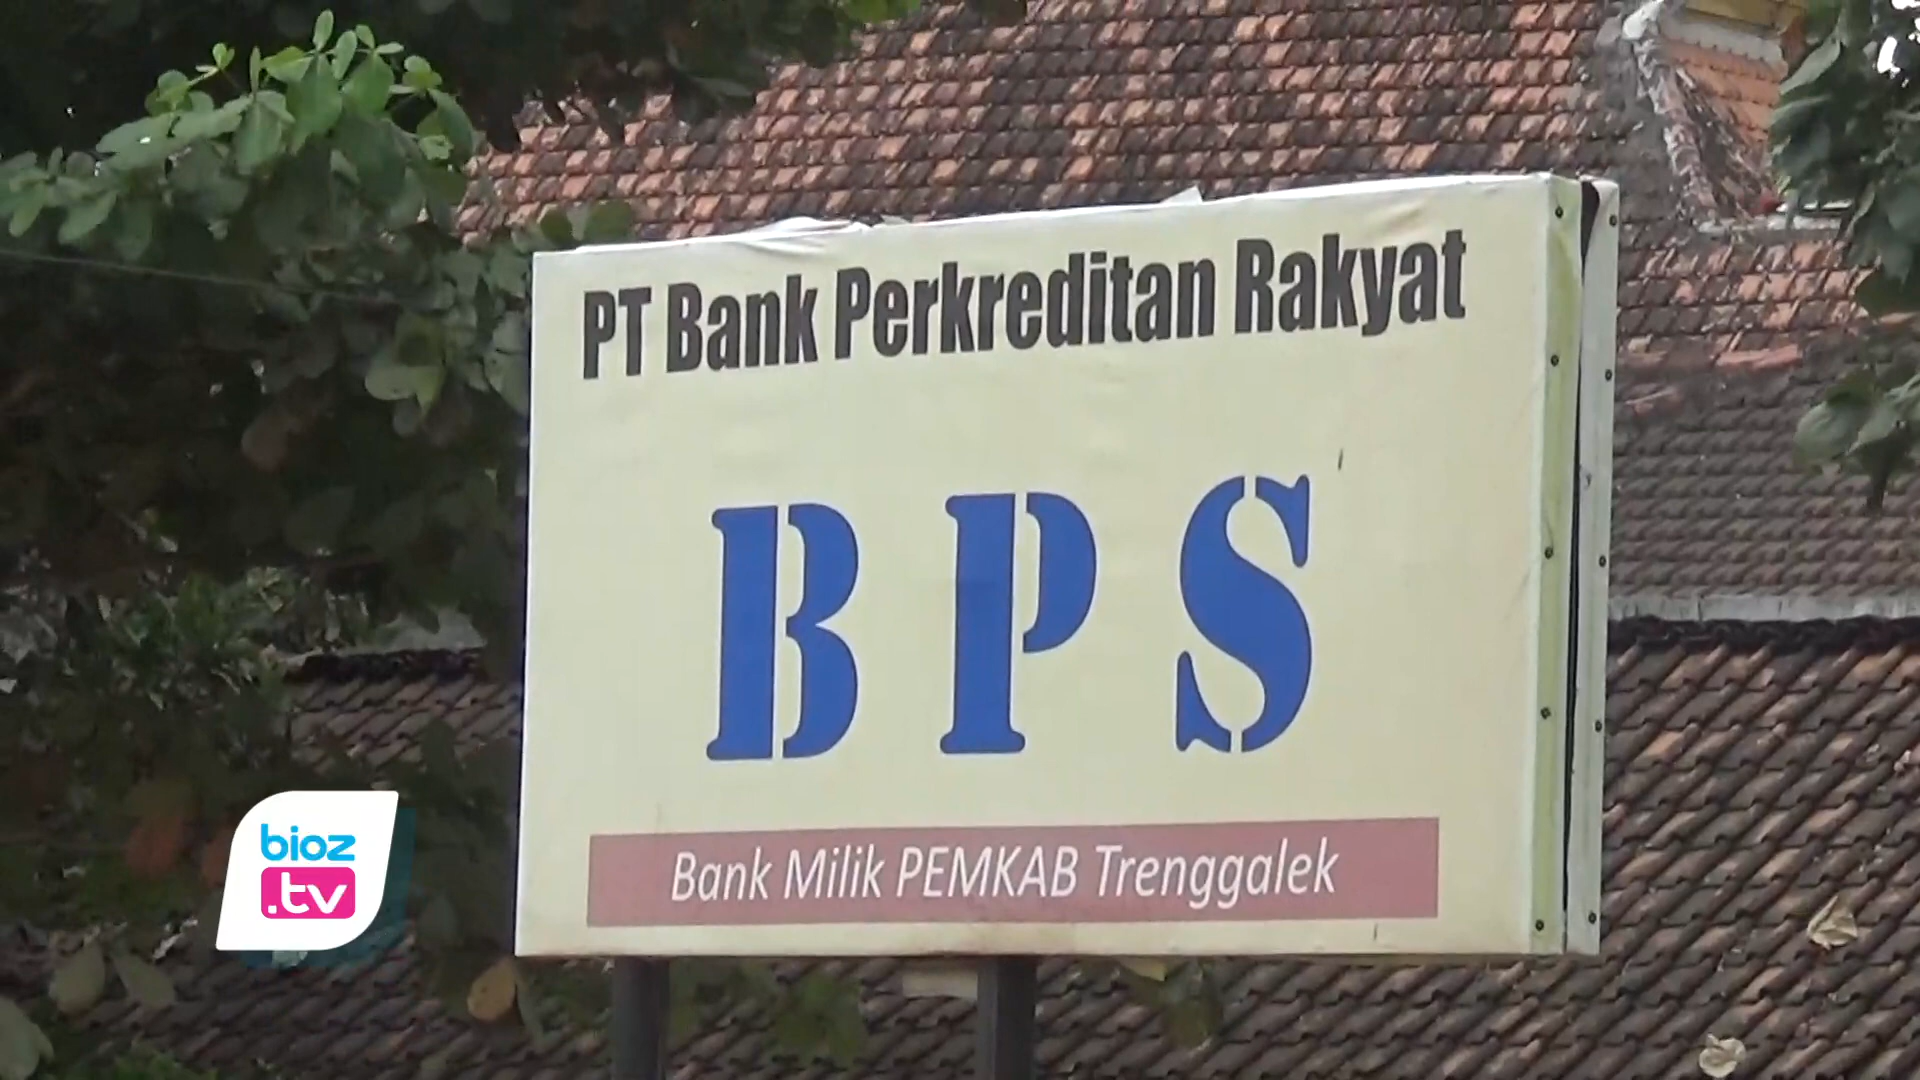 PT Bank Perkreditan Rakyat
BPS
Bank Milik PEMKAB Trenggalek
bioz
.tv